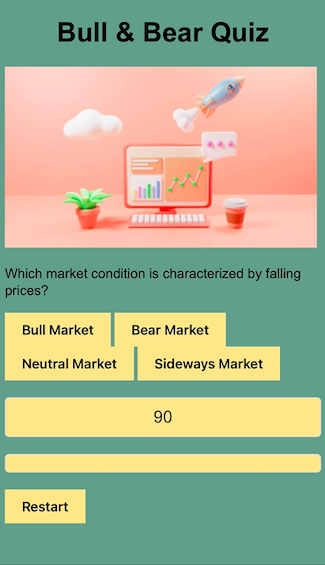 Bull & Bear Quiz
Which market condition is characterized by falling
prices?
Bull Market
Bear Market
Neutral Market
Sideways Market
90
Restart